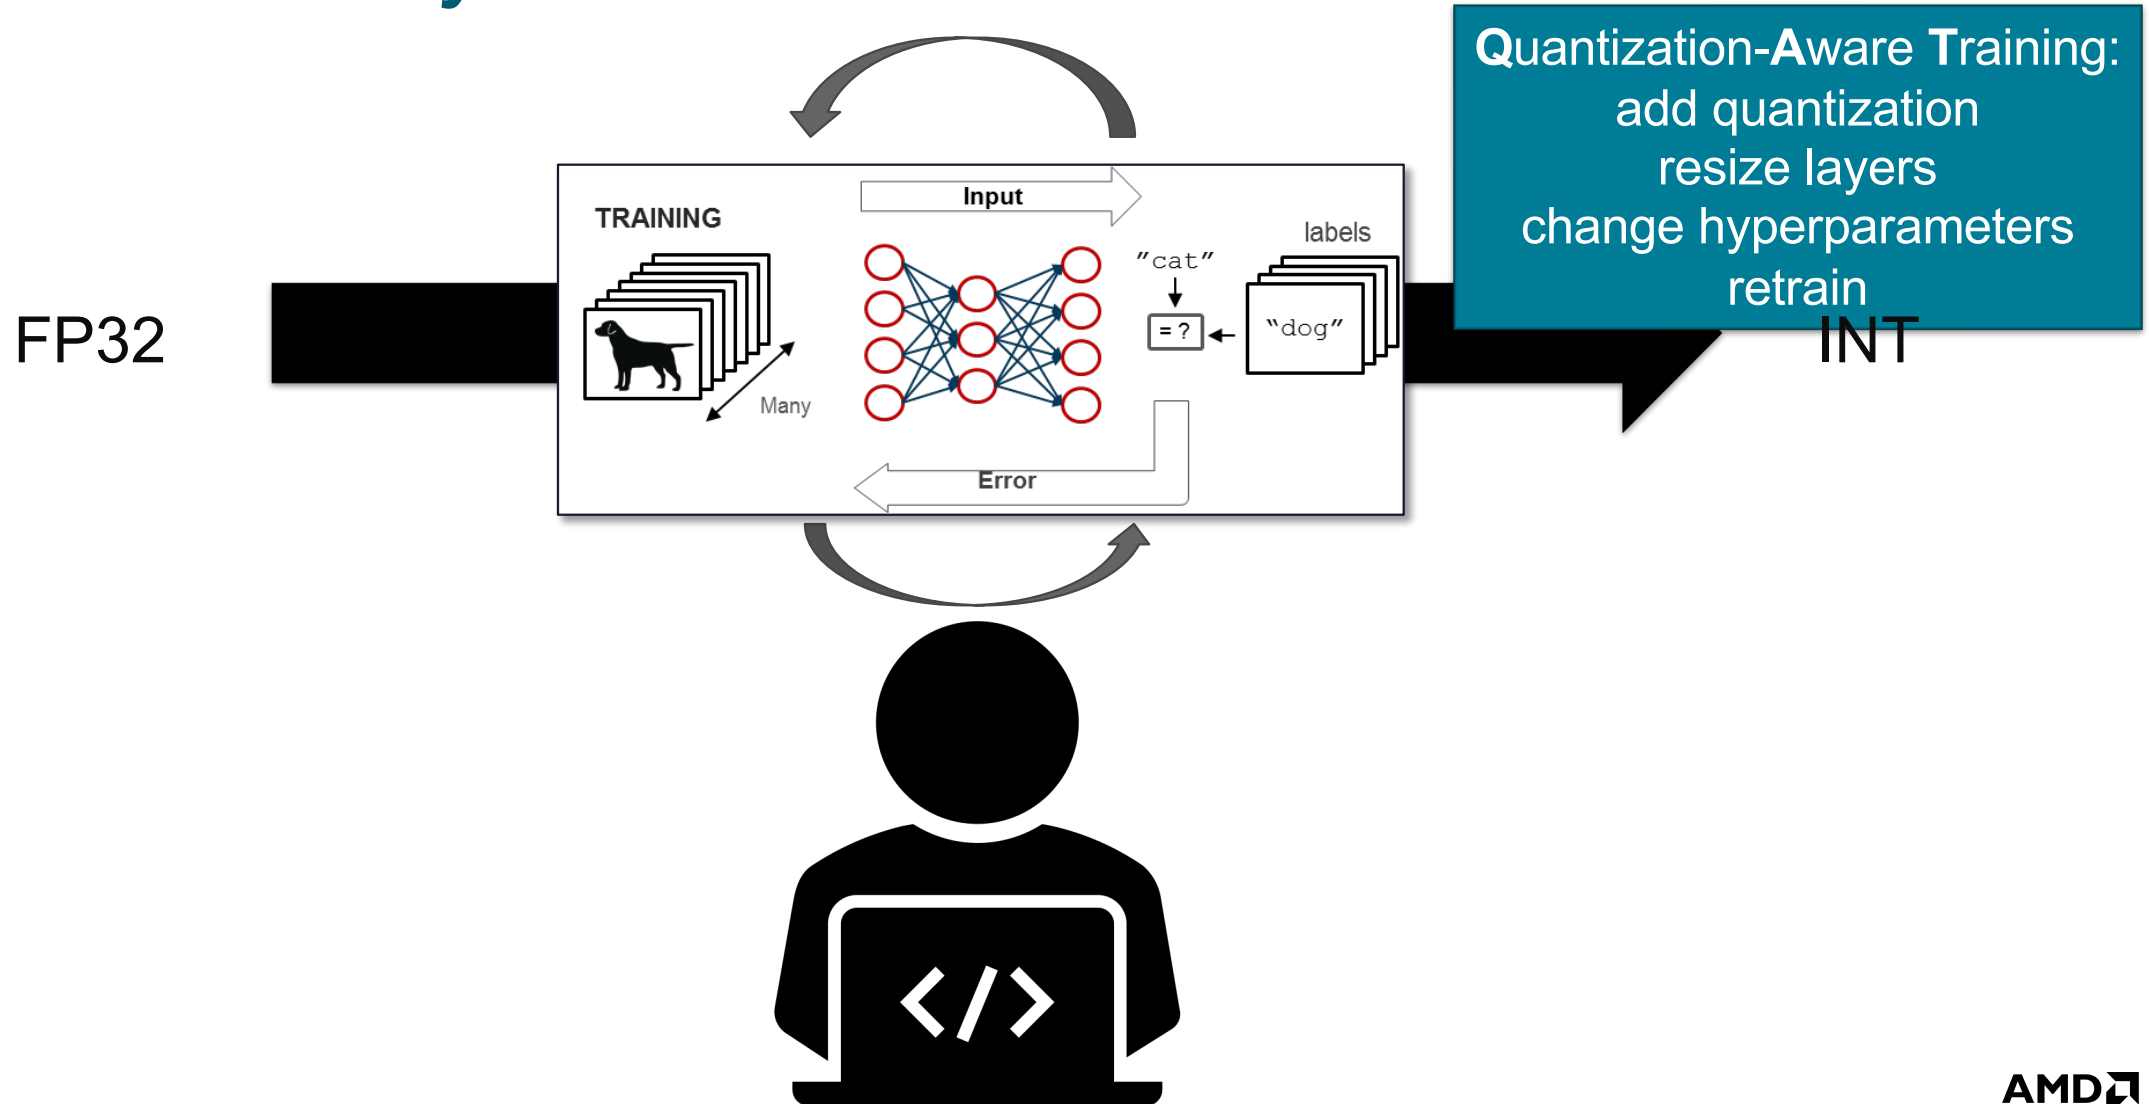 Quantization-Aware Training:
add quantization
resize layers
change hyperparameters
retrain
FP32
INT
TRAINING
Input
labels
"cat"
= ?
"dog"
Many
Error
</>
AMD